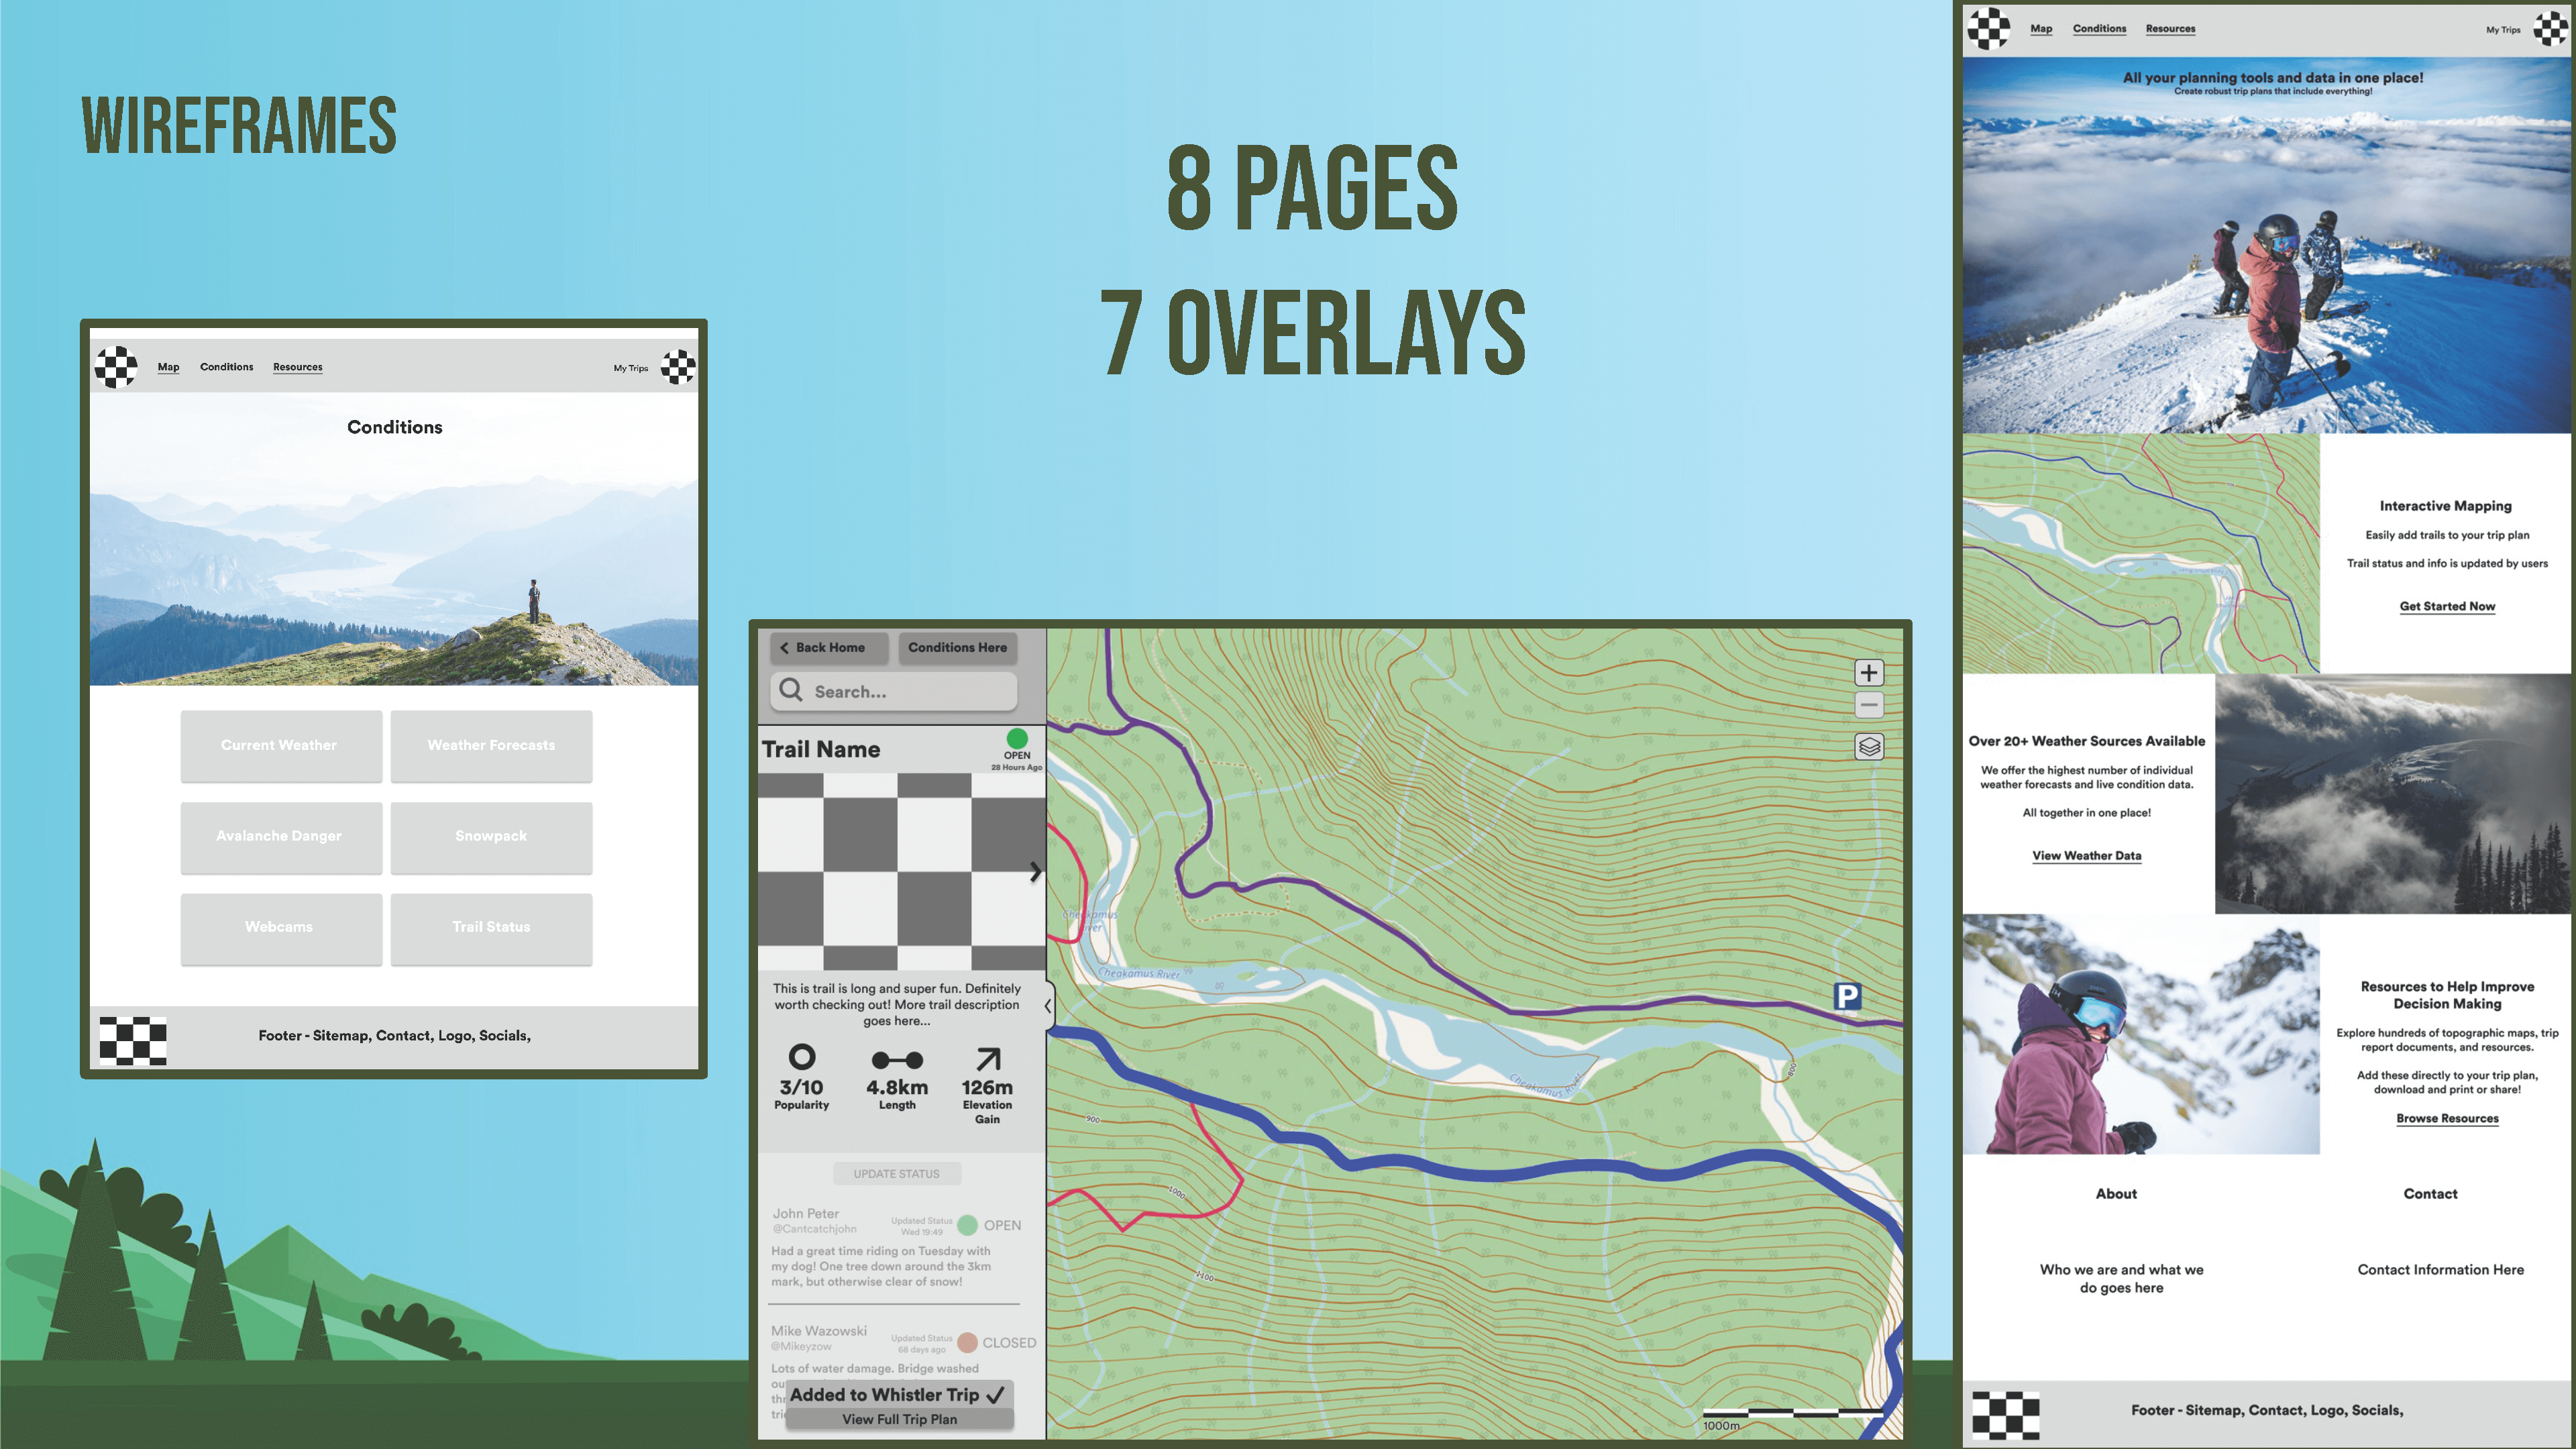 WIREFRAMES
8 PAGES
7 OVERLAYS
Map Conditions Resources My Trips
Conditions
Current Weather Weather Forecasts
Avalanche Danger Snowpack
Webcams Trail Status
Footer - Sitemap, Contact, Logo, Socials,
Back Home Conditions Here
Search...
Trail Name
OPEN
28 Hours Ago
This is trail is long and super fun. Definitely
worth checking out! More trail description
goes here...
3/10 4.8km 126m
Popularity Length Elevation
Gain
UPDATE STATUS
John Peter
@Cantcatchjohn
Updated Status
Wed 19:49
OPEN
Had a great time riding on Tuesday with
my dog! One tree down around the 3km
mark, but otherwise clear of snow!
Mike Wazowski
@Mikeyzow
Updated Status
68 days ago
CLOSED
Lots of water damage. Bridge washed
Added to Whistler Trip
View Full Trip Plan
Cheakamus
River
Cheakamus River
Cheakamus River
P
800
900
1000
1100
1000m
Map Conditions Resources My Trips
All your planning tools and data in one place!
Create robust trip plans that include everything!
Interactive Mapping
Easily add trails to your trip plan
Trail status and info is updated by users
Get Started Now
Over 20+ Weather Sources Available
We offer the highest number of individual
weather forecasts and live condition data.
All together in one place!
View Weather Data
Resources to Help Improve
Decision Making
Explore hundreds of topographic maps, trip
report documents, and resources.
Add these directly to your trip plan,
download and print or share!
Browse Resources
About Contact
Who we are and what we
do goes here
Contact Information Here
Footer - Sitemap, Contact, Logo, Socials,